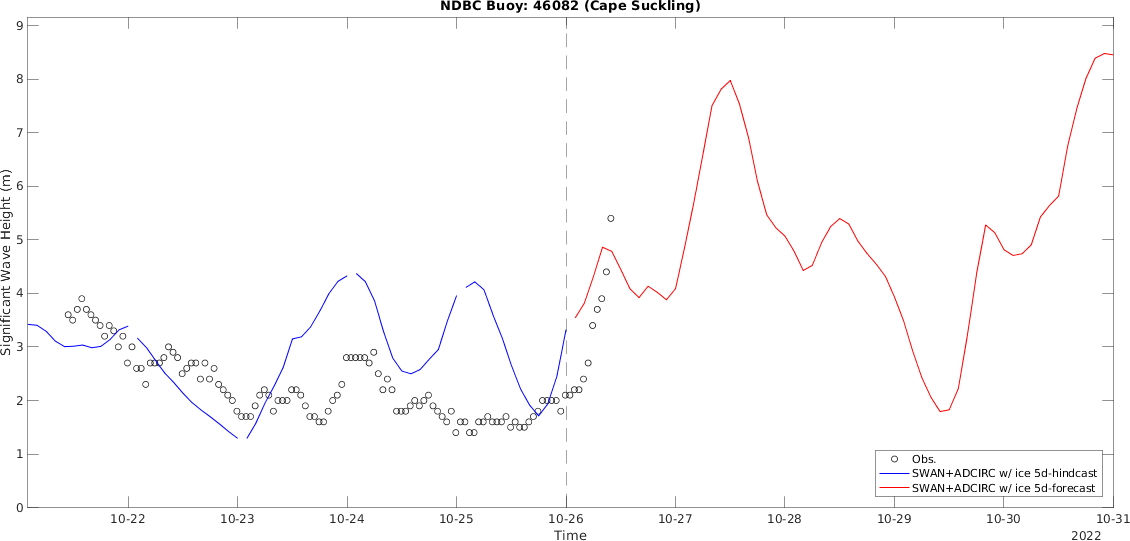 NDBC Buoy: 46082 (Cape Suckling)
Significant Wave Height (m)
9
8
7
6
5
4
3
2
1
0
Obs.
SWAN+ADCIRC w/ ice 5d-hindcast
SWAN+ADCIRC w/ ice 5d-forecast
10-22 10-23 10-24 10-25 10-26 10-27 10-28 10-29 10-30 10-31
Time
2022